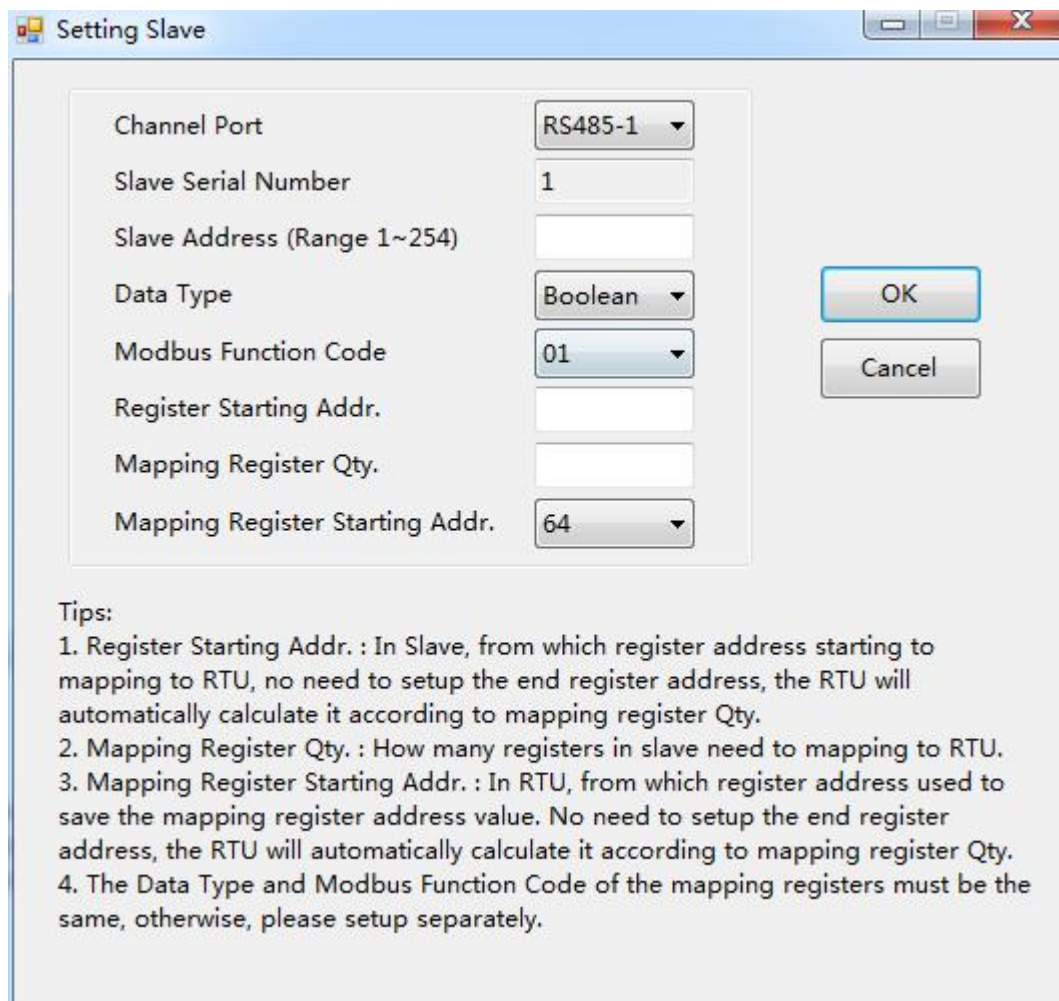 Setting Slave
Channel Port RS485-1
Slave Serial Number 1
Slave Address (Range 1~254)
Data Type Boolean
OK
Modbus Function Code 01
Cancel
Register Starting Addr.
Mapping Register Qty.
Mapping Register Starting Addr. 64
Tips:
1. Register Starting Addr. : In Slave, from which register address starting to
mapping to RTU, no need to setup the end register address, the RTU will
automatically calculate it according to mapping register Qty.
2. Mapping Register Qty. : How many registers in slave need to mapping to RTU.
3. Mapping Register Starting Addr. : In RTU, from which register address used to
save the mapping register address value. No need to setup the end register
address, the RTU will automatically calculate it according to mapping register Qty.
4. The Data Type and Modbus Function Code of the mapping registers must be the
same, otherwise, please setup separately.